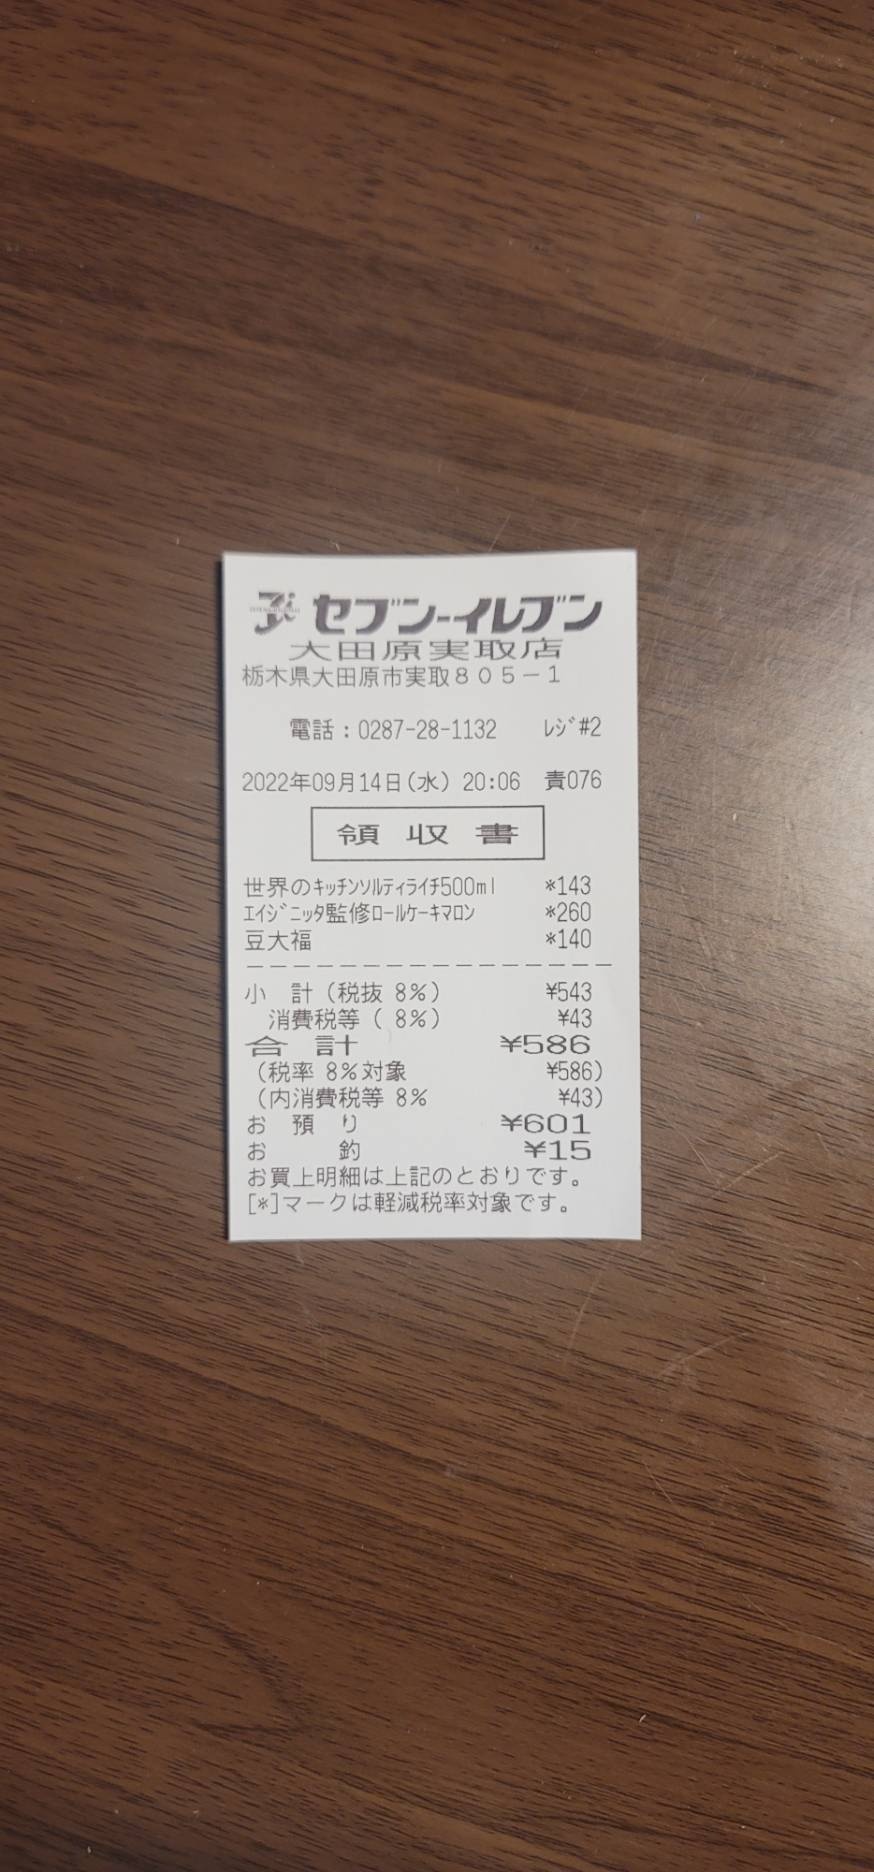 セブン-イレブン
大田原実取店
栃木県大田原市実取805-1
電話:0287-28-1132 ﾚｼﾞ#2
2022年09月14日(水) 20:06 責076
領収書
世界のｷｯﾁﾝｿﾙﾃｨﾗｲﾁ500ml *143
ｴｲｼﾞﾆｯﾀ監修ﾛｰﾙｹｰｷﾏﾛﾝ *260
豆大福 *140
小 計(税抜 8%) ¥543
消費税等( 8%) ¥43
合 計 ¥586
(税率 8%対象 ¥586)
(内消費税等 8% ¥43)
お 預 り ¥601
お 釣 ¥15
お買上明細は上記のとおりです。
[*]マークは軽減税率対象です。